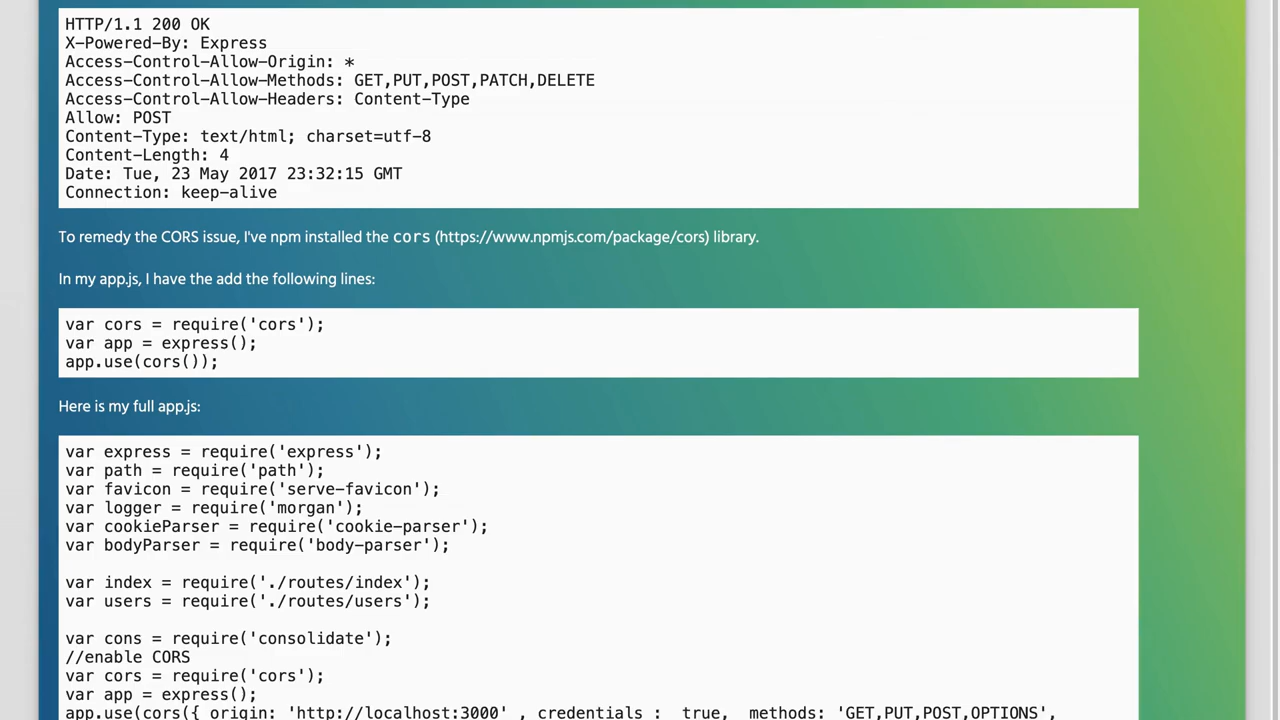 HTTP/1.1 200 OK
X-Powered-By: Express
Access-Control-Allow-Origin: *
Access-Control-Allow-Methods: GET,PUT,POST,PATCH,DELETE
Access-Control-Allow-Headers: Content-Type
Allow: POST
Content-Type: text/html; charset=utf-8
Content-Length: 4
Date: Tue, 23 May 2017 23:32:15 GMT
Connection: keep-alive
To remedy the CORS issue, I've npm installed the cors (https://www.npmjs.com/package/cors) library.
In my app.js, I have the add the following lines:
var cors = require('cors');
var app = express();
app.use(cors());
Here is my full app.js:
var express = require('express');
var path = require('path');
var favicon = require('serve-favicon');
var logger = require('morgan');
var cookieParser = require('cookie-parser');
var bodyParser = require('body-parser');
var index = require('./routes/index');
var users = require('./routes/users');
var cons = require('consolidate');
//enable CORS
var cors = require('cors');
var app = express();
app.use(cors({ origin: 'http://localhost:3000' , credentials :  true,  methods: 'GET,PUT,POST,OPTIONS',